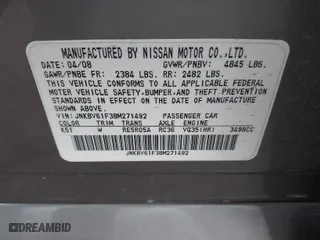 MANUFACTURED BY NISSAN MOTOR CO.,LTD.
DATE: 04/08 GVWR/PNBV: 4845 LBS.
GAWR/PNBE FR: 2384 LBS. RR: 2482 LBS.
THIS VEHICLE CONFORMS TO ALL APPLICABLE FEDERAL
MOTOR VEHICLE SAFETY,BUMPER,AND THEFT PREVENTION
STANDARDS IN EFFECT ON THE DATE OF MANUFACTURE
SHOWN ABOVE.
VIN: JNKBV61F38M271492 PASSENGER CAR
COLOR TRIM TRANS AXLE ENGINE
K51 W RE5R05A RC36 VQ35(HR) 3498CC
JNKBV61F38M271492
DREAMBID